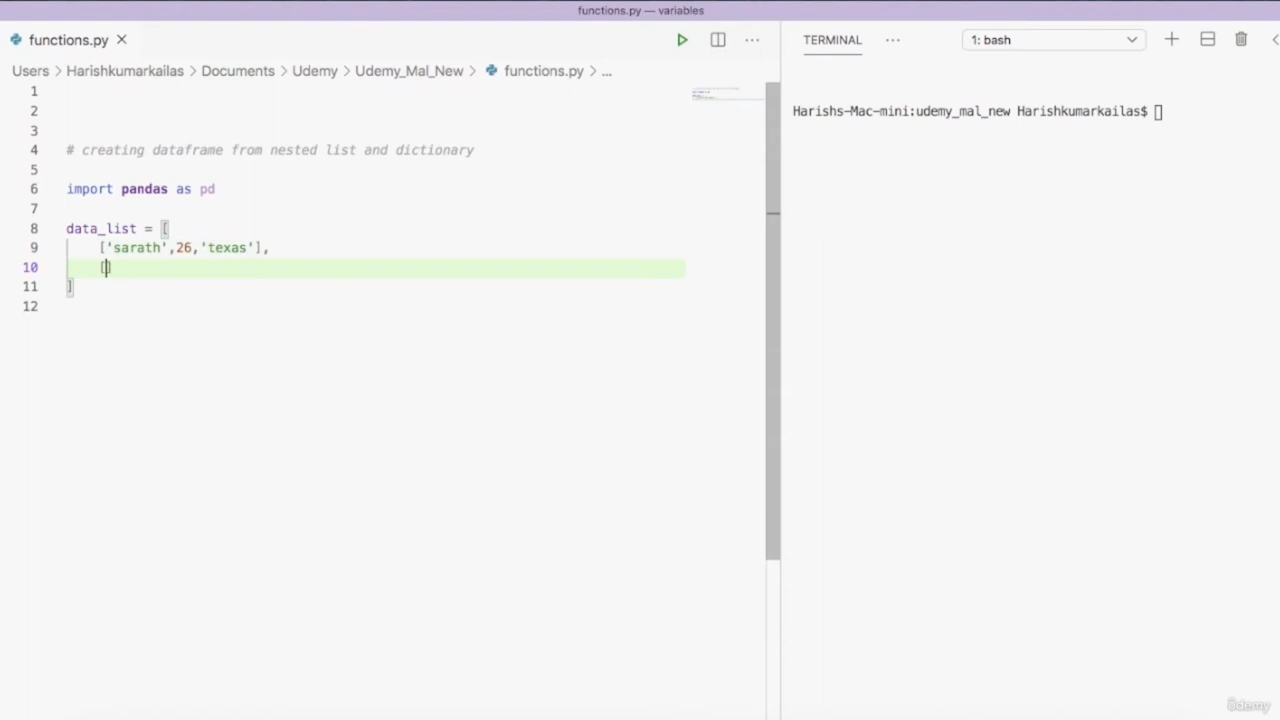 functions.py — variables
functions.py
TERMINAL
1: bash
Users > Harishkumarkailas > Documents > Udemy > Udemy_Mal_New > functions.py > ...
1
2
3
4 # creating dataframe from nested list and dictionary
5
6 import pandas as pd
7
8 data_list = [
9 ['sarath',26,'texas'],
10 []
11 ]
12
Harishs-Mac-mini:udemy_mal_new Harishkumarkailas$
Udemy